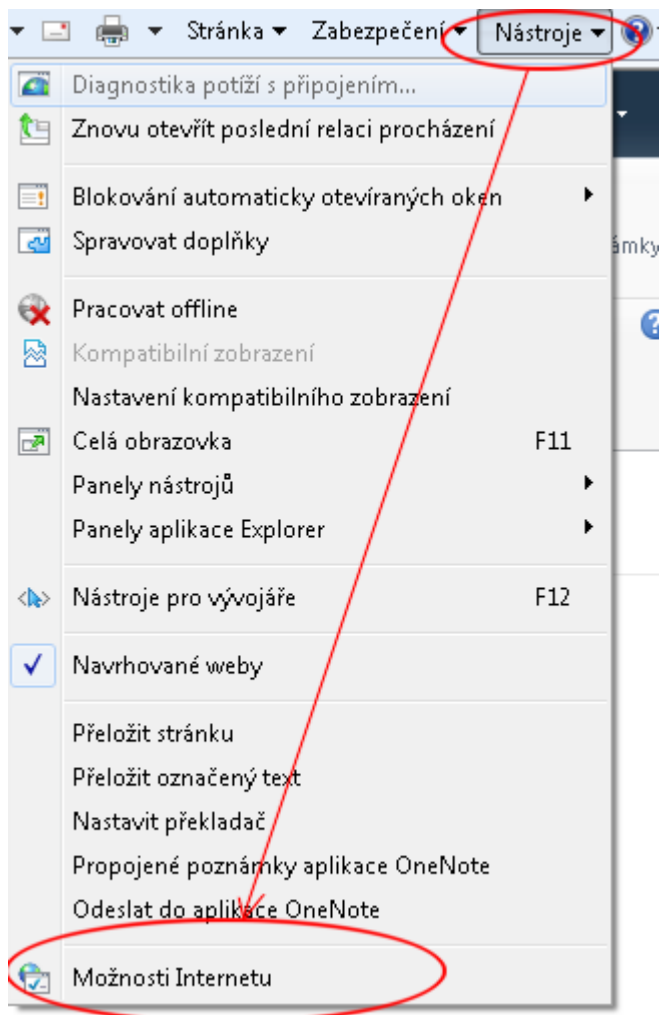 Stránka Zabezpečení Nástroje
Diagnostika potíží s připojením...
Znovu otevřít poslední relaci procházení
Blokování automaticky otevíraných oken
Spravovat doplňky
ámky
Pracovat offline
Kompatibilní zobrazení
Nastavení kompatibilního zobrazení
Celá obrazovka F11
Panely nástrojů
Panely aplikace Explorer
Nástroje pro vývojáře F12
Navrhované weby
Přeložit stránku
Přeložit označený text
Nastavit překladač
Propojené poznámky aplikace OneNote
Odeslat do aplikace OneNote
Možnosti Internetu